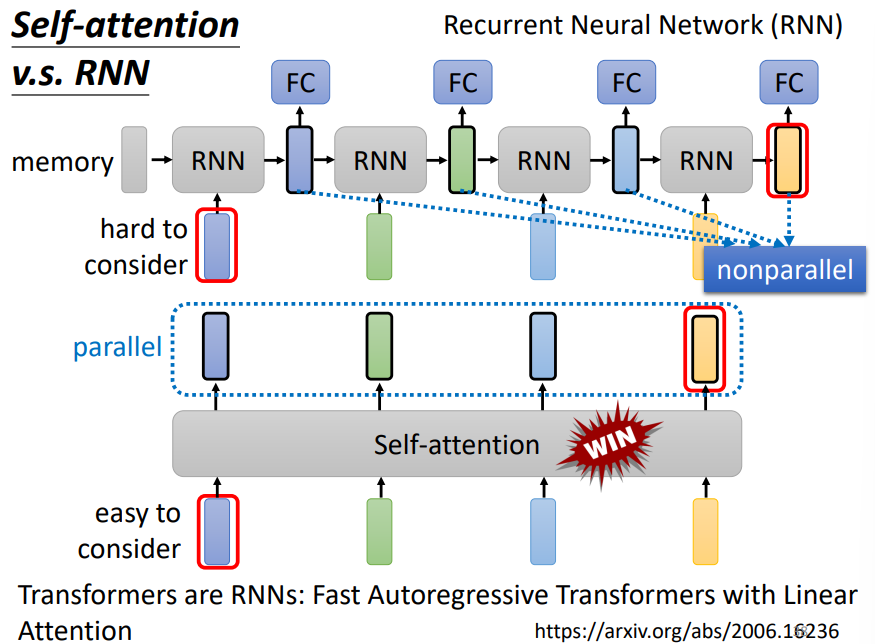 Self-attention
v.s. RNN
Recurrent Neural Network (RNN)
FC FC FC FC
memory RNN RNN RNN RNN
hard to
consider
nonparallel
parallel
Self-attention WIN
easy to
consider
Transformers are RNNs: Fast Autoregressive Transformers with Linear
Attention
https://arxiv.org/abs/2006.16236